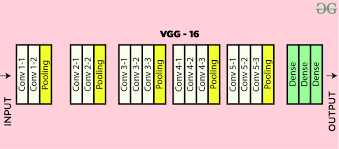 VGG - 16
INPUT
Conv 1-1
Conv 1-2
Pooling
Conv 2-1
Conv 2-2
Pooling
Conv 3-1
Conv 3-2
Conv 3-3
Pooling
Conv 4-1
Conv 4-2
Conv 4-3
Pooling
Conv 5-1
Conv 5-2
Conv 5-3
Pooling
Dense
Dense
Dense
OUTPUT